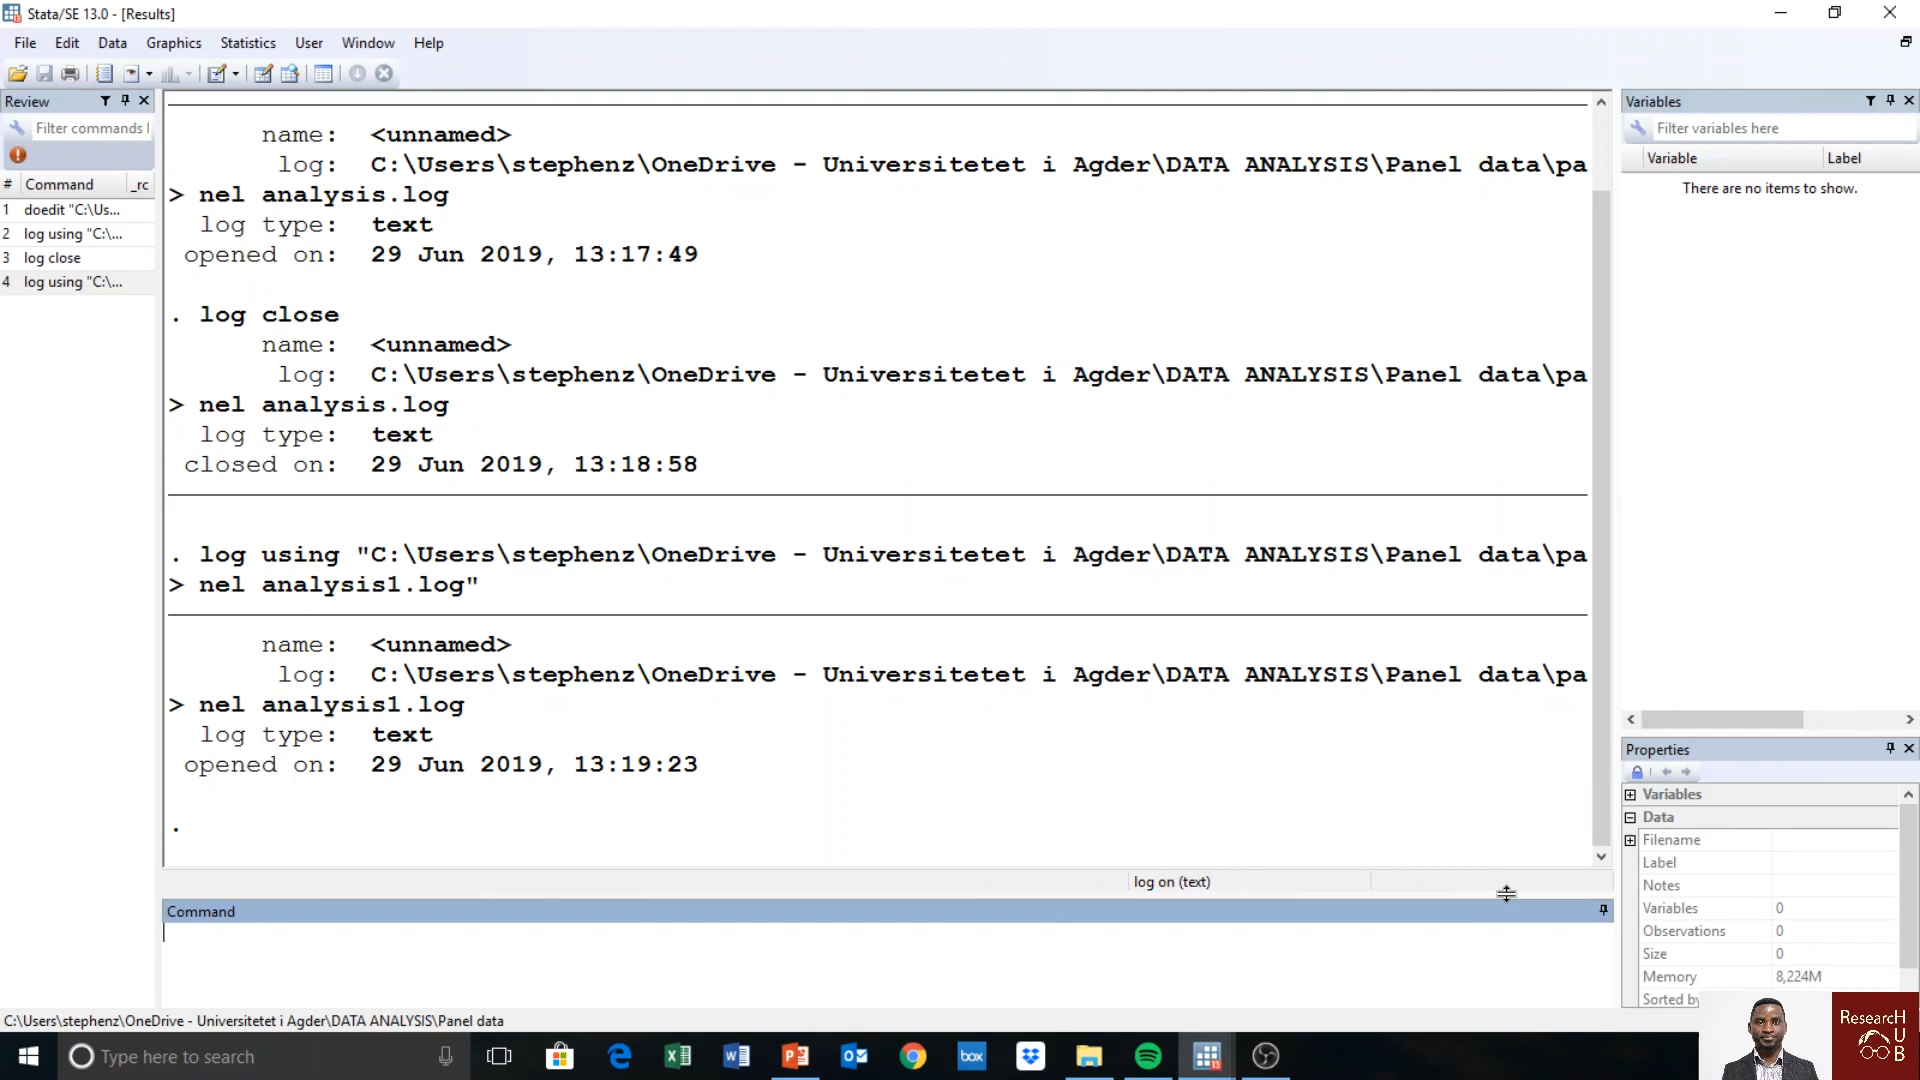 Stata/SE 13.0 - [Results]
File Edit Data Graphics Statistics User Window Help
Review
Filter commands
# Command _rc
1 doedit "C:\Us...
2 log using "C:\...
3 log close
4 log using "C:\...
name: <unnamed>
log: C:\Users\stephenz\OneDrive - Universitetet i Agder\DATA ANALYSIS\Panel data\pa
> nel analysis.log
log type: text
opened on: 29 Jun 2019, 13:17:49
. log close
name: <unnamed>
log: C:\Users\stephenz\OneDrive - Universitetet i Agder\DATA ANALYSIS\Panel data\pa
> nel analysis.log
log type: text
closed on: 29 Jun 2019, 13:18:58
. log using "C:\Users\stephenz\OneDrive - Universitetet i Agder\DATA ANALYSIS\Panel data\pa
> nel analysis1.log"
name: <unnamed>
log: C:\Users\stephenz\OneDrive - Universitetet i Agder\DATA ANALYSIS\Panel data\pa
> nel analysis1.log
log type: text
opened on: 29 Jun 2019, 13:19:23
.
log on (text)
Command
Variables
Filter variables here
Variable Label
There are no items to show.
Properties
Variables
Data
Filename
Label
Notes
Variables 0
Observations 0
Size 0
Memory 8,224M
Sorted by
C:\Users\stephenz\OneDrive - Universitetet i Agder\DATA ANALYSIS\Panel data
Type here to search
box
ResearcH
U
B